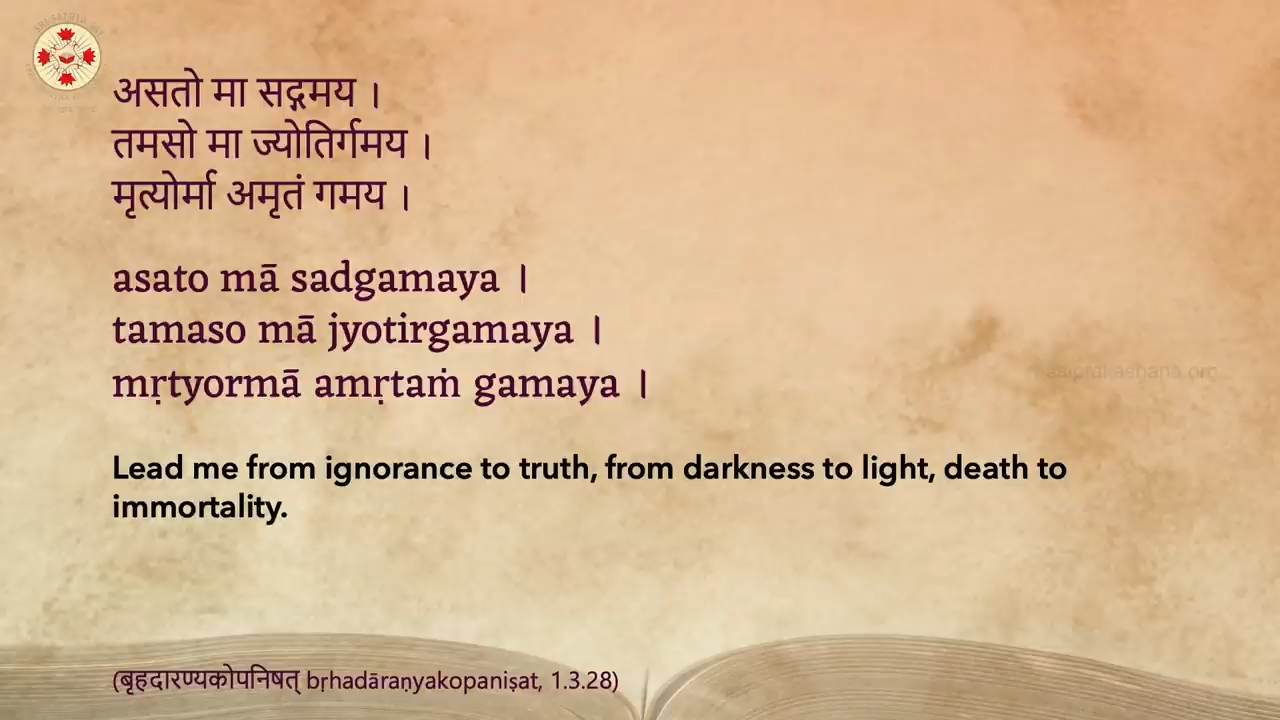 असतो मा सद्गमय ।
तमसो मा ज्योतिर्गमय ।
मृत्योर्मा अमृतं गमय ।
asato mā sadgamaya ।
tamaso mā jyotirgamaya ।
mṛtyormā amṛtaṁ gamaya ।
Lead me from ignorance to truth, from darkness to light, death to
immortality.
(बृहदारण्यकोपनिषत् bṛhadāraṇyakopaniṣat, 1.3.28)